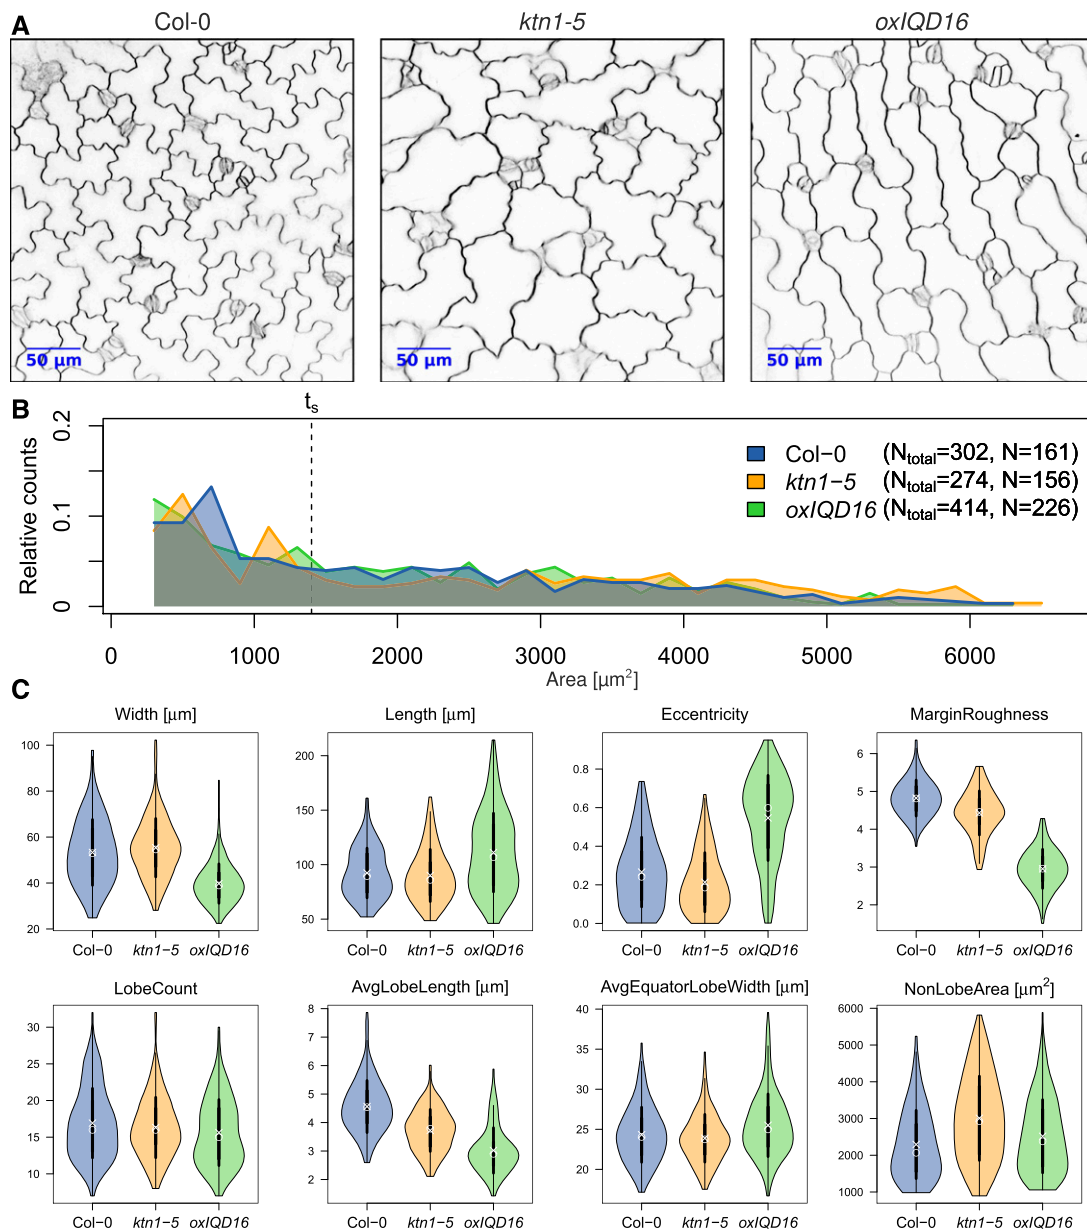 A
Col-0
ktn1-5
oxIQD16
50 µm
50 µm
50 µm
B
t_s
0.2
0.1
0
Relative counts
Col−0 (N_total=302, N=161)
ktn1−5 (N_total=274, N=156)
oxIQD16 (N_total=414, N=226)
0 1000 2000 3000 4000 5000 6000
Area [µm²]
C
Width [µm]
100
80
60
40
20
Col−0 ktn1−5 oxIQD16
Length [µm]
200
150
100
50
Col−0 ktn1−5 oxIQD16
Eccentricity
0.8
0.6
0.4
0.2
0.0
Col−0 ktn1−5 oxIQD16
MarginRoughness
6
5
4
3
2
Col−0 ktn1−5 oxIQD16
LobeCount
30
25
20
15
10
Col−0 ktn1−5 oxIQD16
AvgLobeLength [µm]
8
7
6
5
4
3
2
Col−0 ktn1−5 oxIQD16
AvgEquatorLobeWidth [µm]
40
35
30
25
20
Col−0 ktn1−5 oxIQD16
NonLobeArea [µm²]
6000
5000
4000
3000
2000
1000
Col−0 ktn1−5 oxIQD16